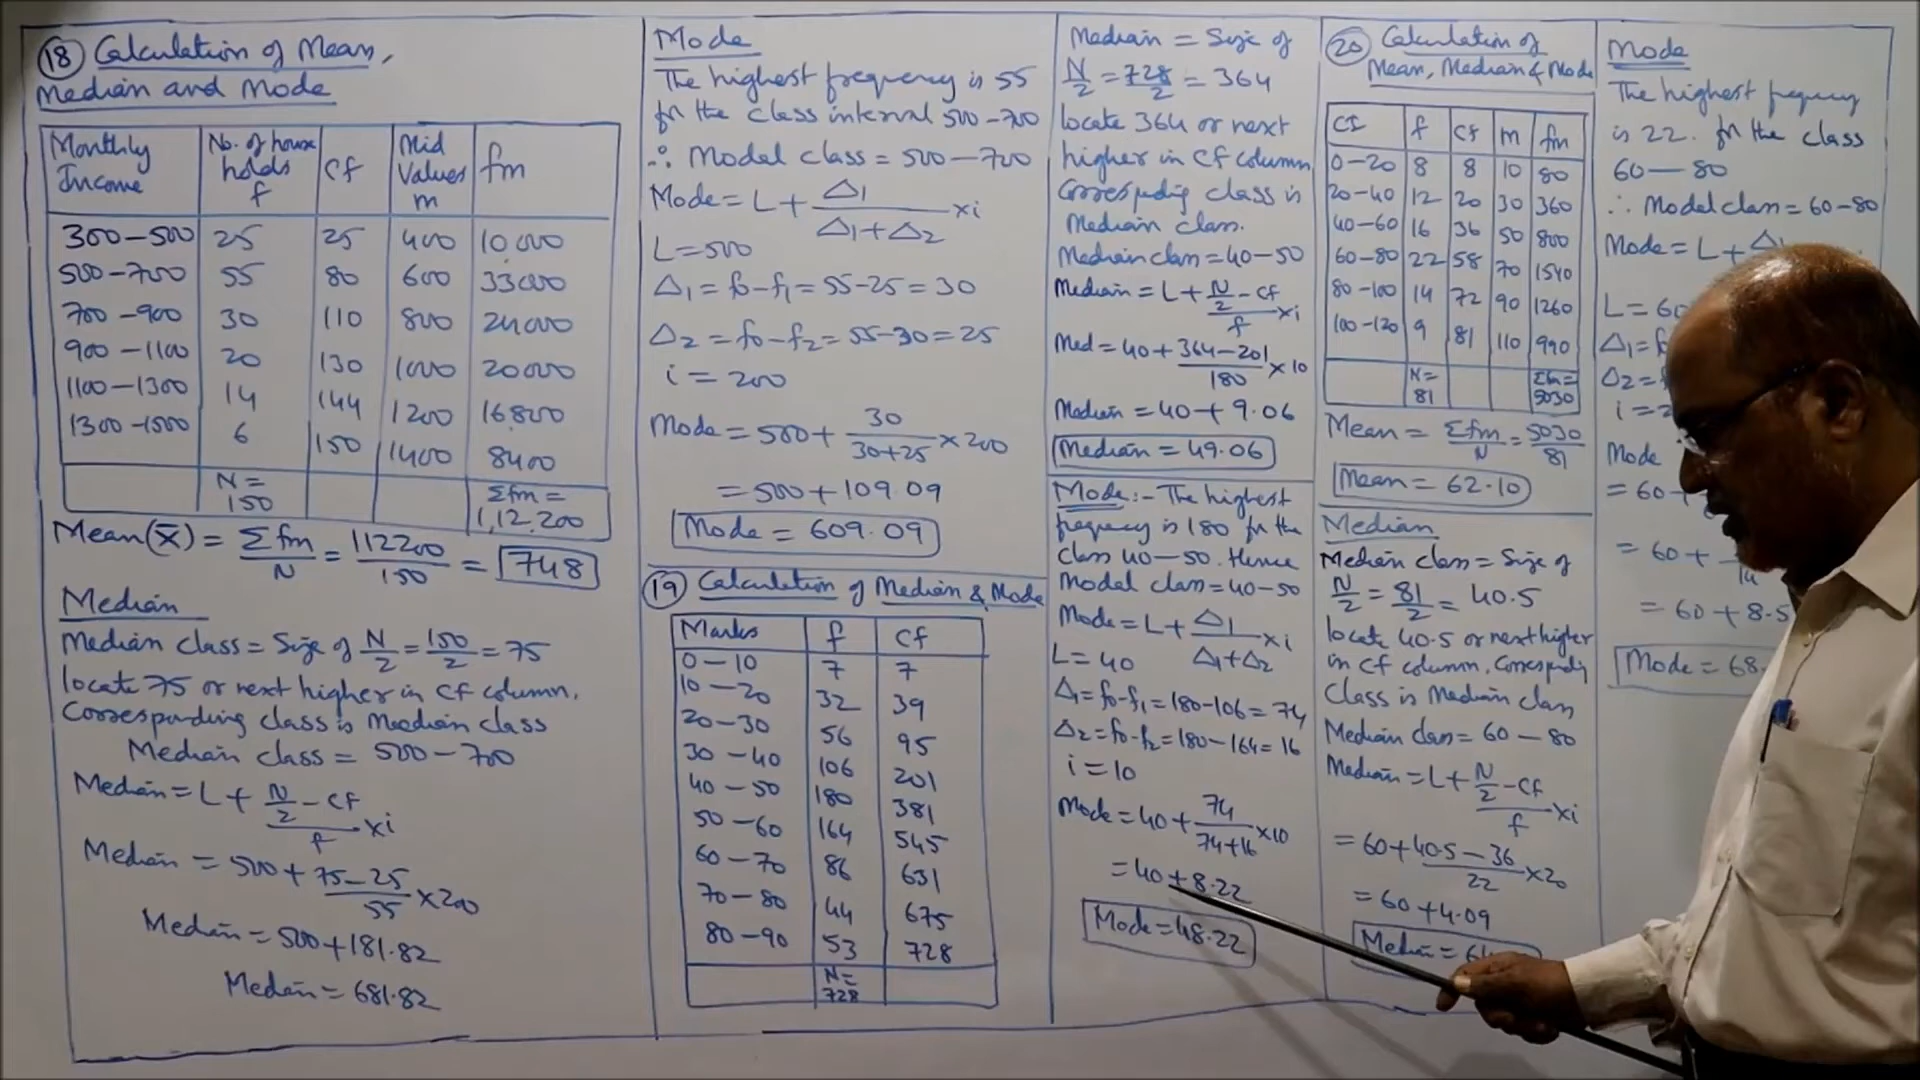 18 Calculation of Mean,
Median and Mode
Monthly Income | No. of house holds f | Cf | Mid Values m | fm
300-500 | 25 | 25 | 400 | 10,000
500-700 | 55 | 80 | 600 | 33000
700-900 | 30 | 110 | 800 | 24000
900-1100 | 20 | 130 | 1000 | 20000
1100-1300 | 14 | 144 | 1200 | 16,800
1300-1500 | 6 | 150 | 1400 | 8400
N = 150 | Σfm = 1,12,200
Mean (x̄) = Σfm/N = 112200/150 = 748
Median
Median class = Size of N/2 = 150/2 = 75
locate 75 or next higher in Cf column.
Corresponding class is Median class
Median class = 500-700
Median = L + (N/2 - Cf)/f × i
Median = 500 + (75-25)/55 × 200
Median = 500 + 181.82
Median = 681.82
Mode
The highest frequency is 55
for the class interval 500-700
∴ Modal class = 500-700
Mode = L + Δ1/(Δ1+Δ2) × i
L = 500
Δ1 = f0-f1 = 55-25 = 30
Δ2 = f0-f2 = 55-30 = 25
i = 200
Mode = 500 + 30/(30+25) × 200
= 500 + 109.09
Mode = 609.09
19 Calculation of Median & Mode
Marks | f | Cf
0-10 | 7 | 7
10-20 | 32 | 39
20-30 | 56 | 95
30-40 | 106 | 201
40-50 | 180 | 381
50-60 | 164 | 545
60-70 | 86 | 631
70-80 | 44 | 675
80-90 | 53 | 728
N = 728
Median = Size of
N/2 = 728/2 = 364
locate 364 or next
higher in Cf column
Corresponding class is
Median class.
Median class = 40-50
Median = L + (N/2 - Cf)/f × i
Med = 40 + (364-201)/180 × 10
Median = 40 + 9.06
Median = 49.06
Mode:- The highest
frequency is 180 for the
class 40-50. Hence
Modal class = 40-50
Mode = L + Δ1/(Δ1+Δ2) × i
L = 40
Δ1 = f0-f1 = 180-106 = 74
Δ2 = f0-f2 = 180-164 = 16
i = 10
Mode = 40 + 74/(74+16) × 10
= 40 + 8.22
Mode = 48.22
20 Calculation of
Mean, Median & Mode
CI | f | Cf | m | fm
0-20 | 8 | 8 | 10 | 80
20-40 | 12 | 20 | 30 | 360
40-60 | 16 | 36 | 50 | 800
60-80 | 22 | 58 | 70 | 1540
80-100 | 14 | 72 | 90 | 1260
100-120 | 9 | 81 | 110 | 990
N = 81 | Σfm = 5030
Mean = Σfm/N = 5030/81
Mean = 62.10
Median
Median class = Size of
N/2 = 81/2 = 40.5
locate 40.5 or next higher
in Cf column. Corresponding
Class is Median class
Median class = 60-80
Median = L + (N/2 - Cf)/f × i
= 60 + (40.5-36)/22 × 20
= 60 + 4.09
Median =
Mode
The highest frequency
is 22. for the class
60-80
∴ Modal class = 60-80
Mode = L + Δ1
L = 60
Δ1 =
Δ2 =
i =
Mode
= 60 +
= 60 +
= 60 + 8.5
Mode = 68.